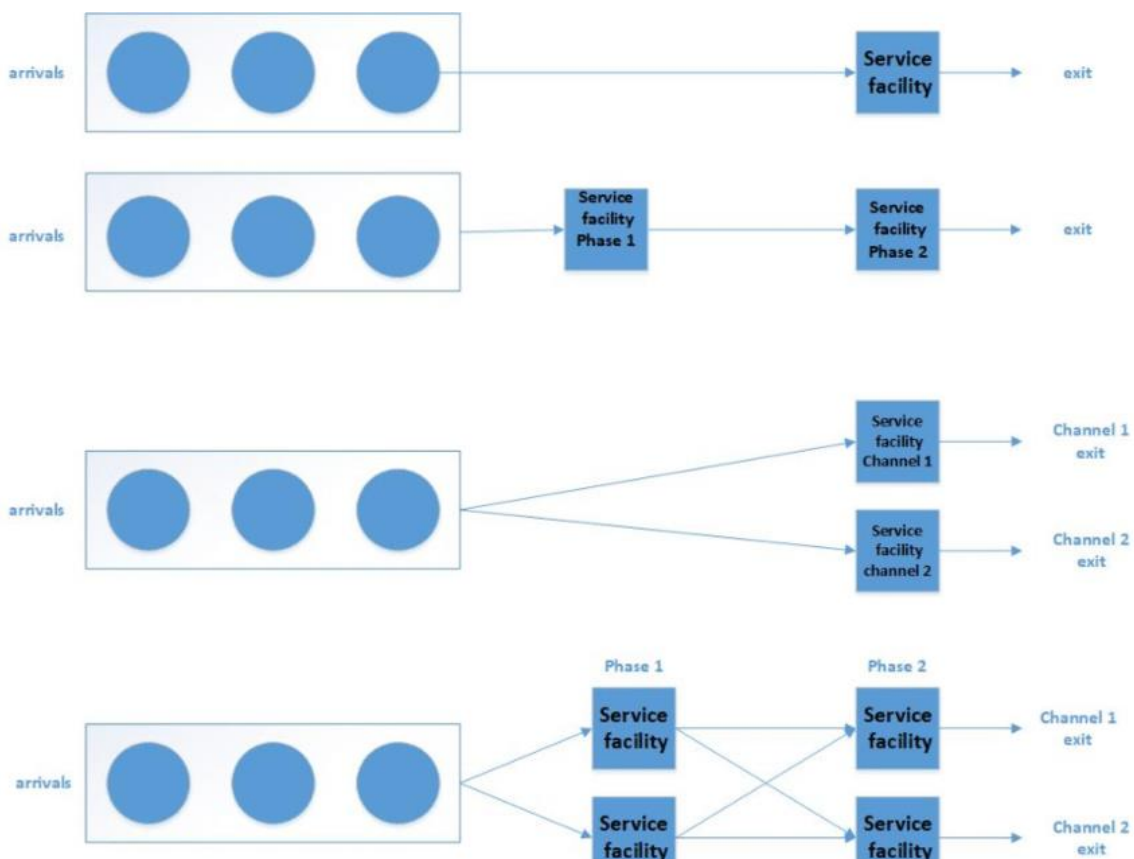 arrivals
Service
facility
exit
arrivals
Service
facility
Phase 1
Service
facility
Phase 2
exit
arrivals
Service
facility
Channel 1
Channel 1
exit
Service
facility
channel 2
Channel 2
exit
Phase 1
Phase 2
arrivals
Service
facility
Service
facility
Channel 1
exit
Service
facility
Service
facility
Channel 2
exit